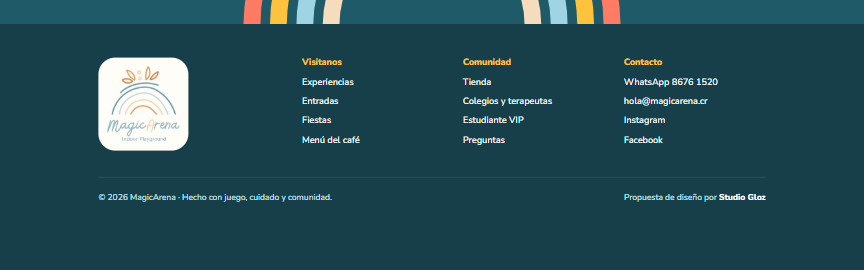 MagicArena
Indoor Playground
Visitanos
Experiencias
Entradas
Fiestas
Menú del café
Comunidad
Tienda
Colegios y terapeutas
Estudiante VIP
Preguntas
Contacto
WhatsApp 8676 1520
hola@magicarena.cr
Instagram
Facebook
© 2026 MagicArena · Hecho con juego, cuidado y comunidad.
Propuesta de diseño por Studio Gloz